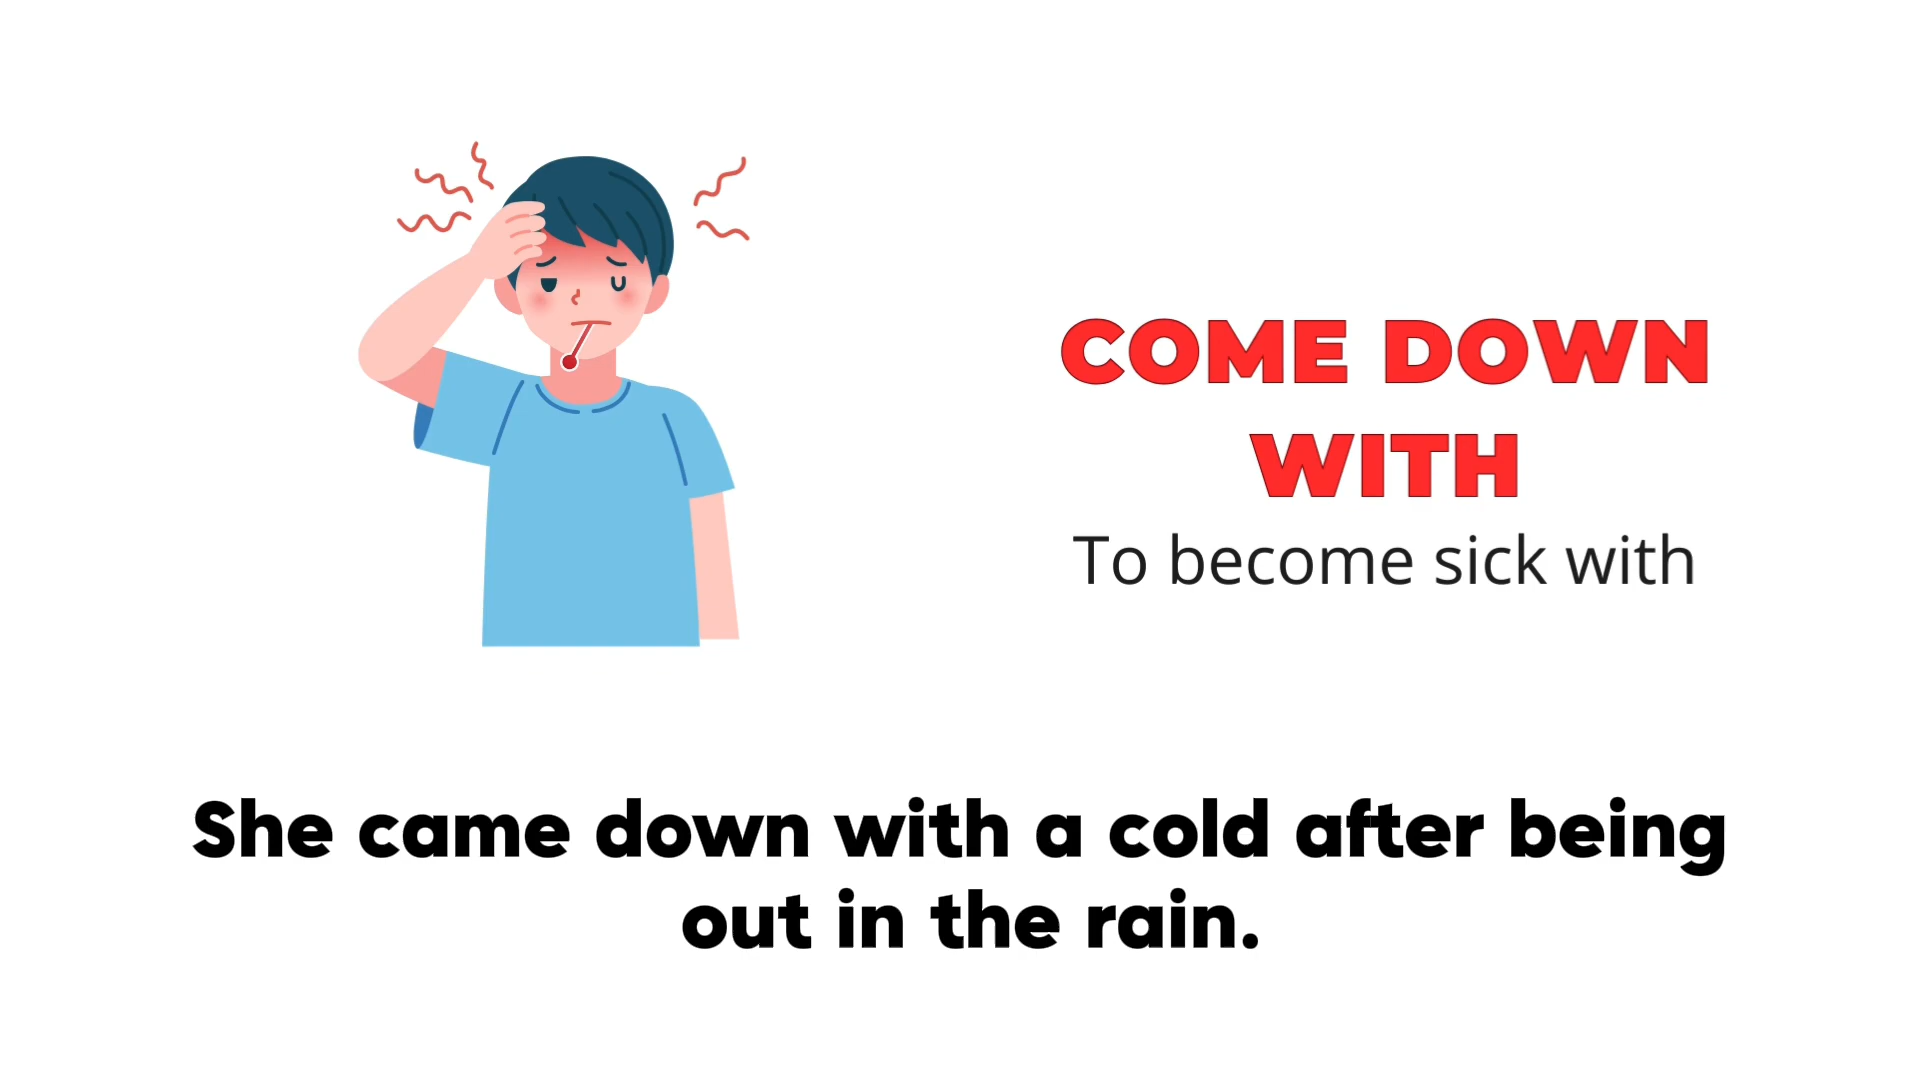 COME DOWN
WITH
To become sick with
She came down with a cold after being
out in the rain.